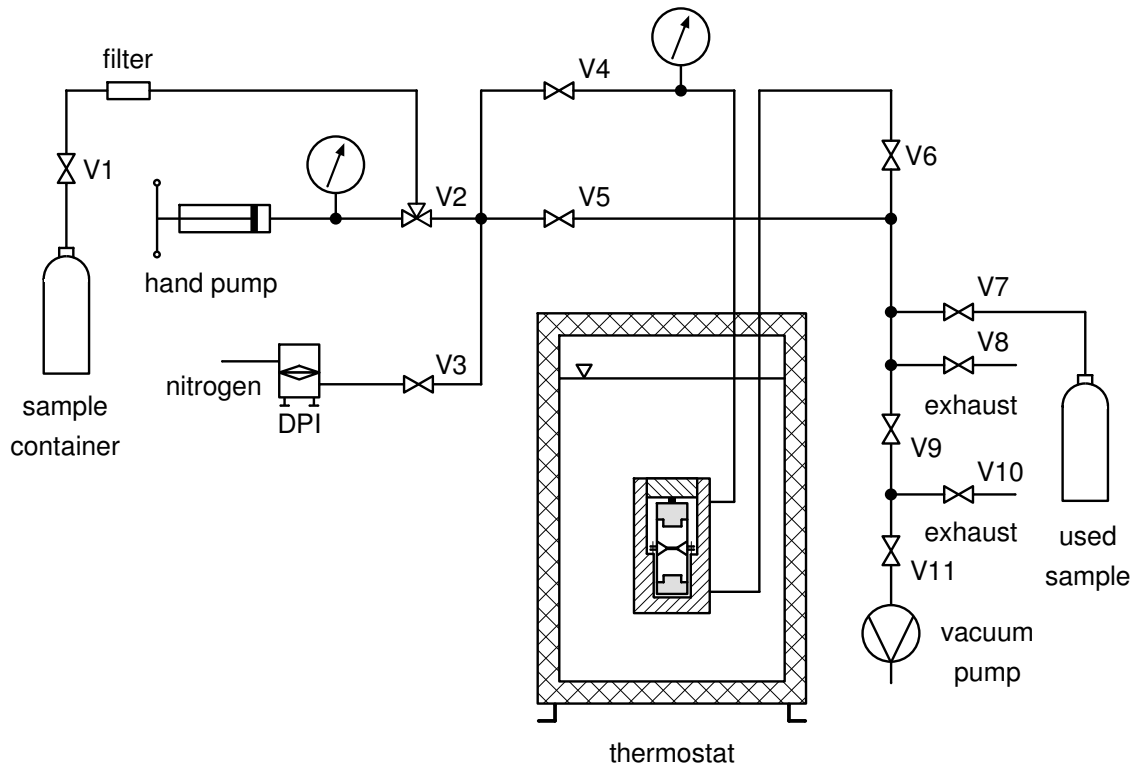 filter
V4
V1
V6
V2
V5
hand pump
V7
V3
V8
nitrogen
DPI
exhaust
sample
container
V9
V10
exhaust
used
sample
V11
vacuum
pump
thermostat